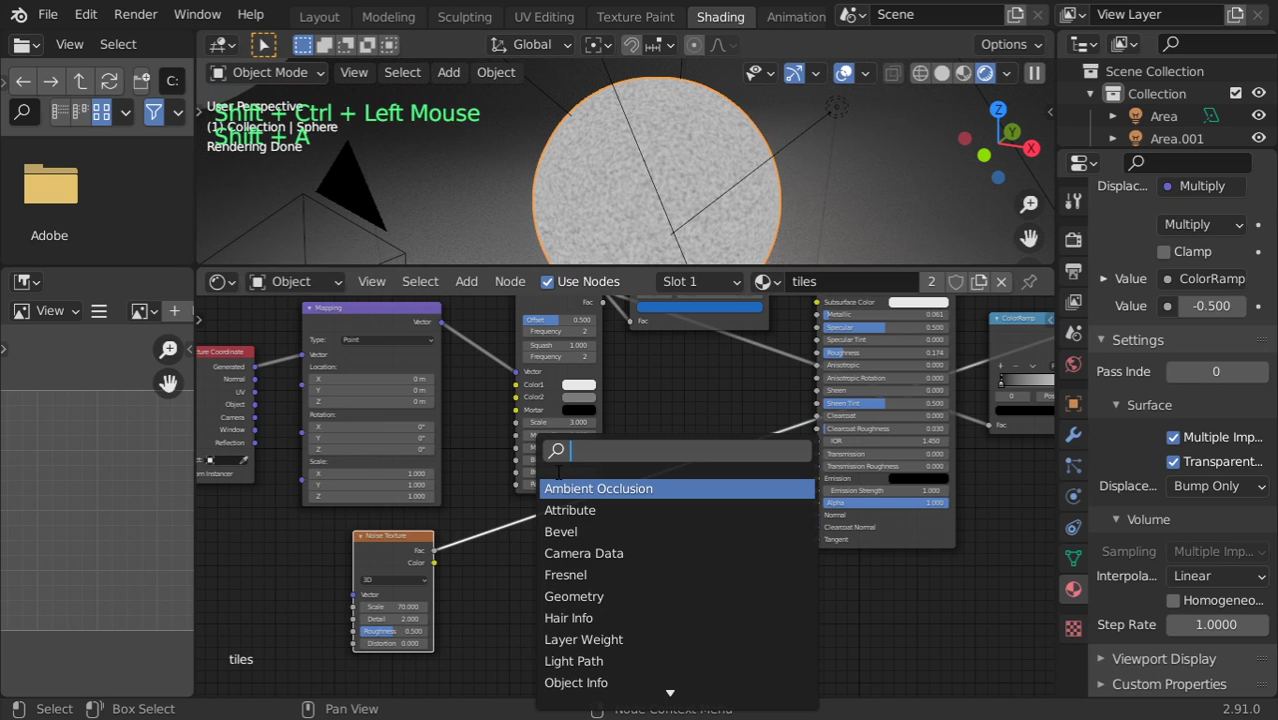 File Edit Render Window Help Layout Modeling Sculpting UV Editing Texture Paint Shading Animation Scene View Layer
View Select Global Options
C: Object Mode View Select Add Object Scene Collection
User Perspective Collection
(1) Collection | Sphere
Rendering Done
Shift + Ctrl + Left Mouse
Shift + A
Z Y X
Area
Area.001
Adobe
Displac... Multiply
Multiply
Clamp
Value ColorRamp
Value -0.500
Object View Select Add Node Use Nodes Slot 1 tiles 2
View
Mapping
Vector
Type: Point
Vector
Location:
X 0 m
Y 0 m
Z 0 m
Rotation:
X 0°
Y 0°
Z 0°
Scale:
X 1.000
Y 1.000
Z 1.000
ture Coordinate
Generated
Normal
UV
Object
Camera
Window
Reflection
om Instancer
Fac
Offset 0.500
Frequency 2
Squash 1.000
Frequency 2
Vector
Color1
Color2
Mortar
Scale 3.000
Fac
Subsurface Color
Metallic 0.061
Specular 0.500
Specular Tint 0.000
Roughness 0.174
Anisotropic 0.000
Anisotropic Rotation 0.000
Sheen 0.000
Sheen Tint 0.500
Clearcoat 0.000
Clearcoat Roughness 0.030
IOR 1.450
Transmission 0.000
Transmission Roughness 0.000
Emission
Emission Strength 1.000
Alpha 1.000
Normal
Clearcoat Normal
Tangent
ColorRamp
0
Fac
Noise Texture
Fac
Color
3D
Vector
Scale 70.000
Detail 2.000
Roughness 0.500
Distortion 0.000
Ambient Occlusion
Attribute
Bevel
Camera Data
Fresnel
Geometry
Hair Info
Layer Weight
Light Path
Object Info
tiles
Settings
Pass Inde 0
Surface
Multiple Imp...
Transparent...
Displace... Bump Only
Volume
Sampling Multiple Im...
Interpola... Linear
Homogeneo...
Step Rate 1.0000
Viewport Display
Custom Properties
Select Box Select Pan View Node Context Menu 2.91.0